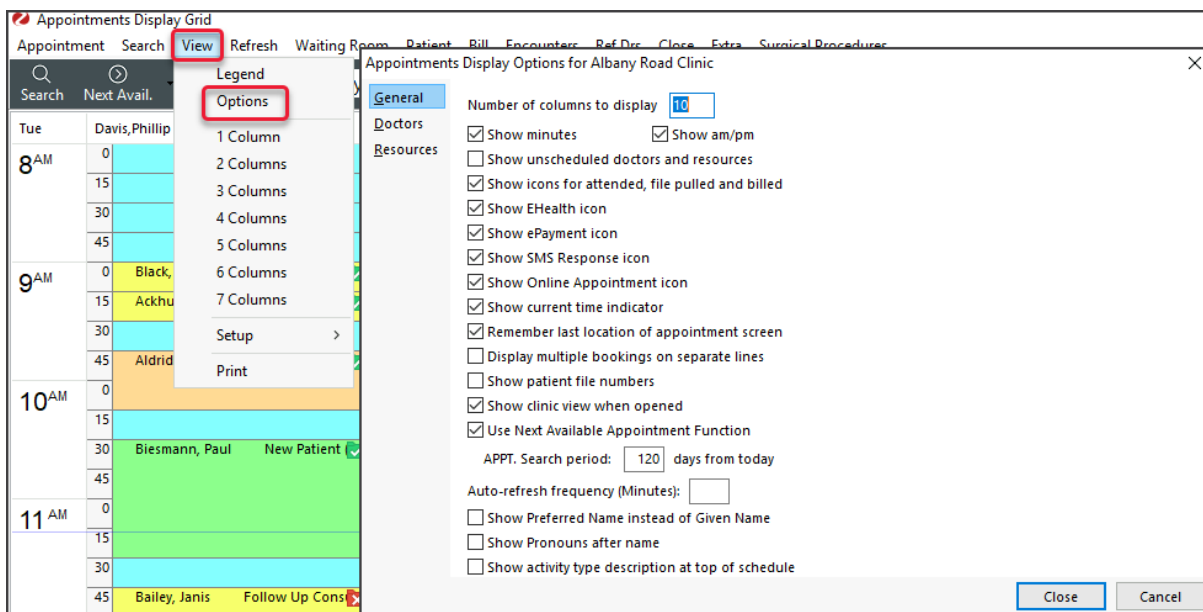 Appointments Display Grid
Appointment Search View Refresh Waiting Room Patient Bill Encounters Ref Drs Close Extra Surgical Procedures
Search
Next Avail.
Legend
Options
1 Column
2 Columns
3 Columns
4 Columns
5 Columns
6 Columns
7 Columns
Setup
Print
Tue
Davis,Phillip
8AM
0
15
30
45
9AM
0
Black,
15
Ackhu
30
45
Aldrid
10AM
0
15
30
Biesmann, Paul New Patient (
45
11 AM
0
15
30
45
Bailey, Janis Follow Up Cons
Appointments Display Options for Albany Road Clinic
General
Doctors
Resources
Number of columns to display 10
Show minutes Show am/pm
Show unscheduled doctors and resources
Show icons for attended, file pulled and billed
Show EHealth icon
Show ePayment icon
Show SMS Response icon
Show Online Appointment icon
Show current time indicator
Remember last location of appointment screen
Display multiple bookings on separate lines
Show patient file numbers
Show clinic view when opened
Use Next Available Appointment Function
APPT. Search period: 120 days from today
Auto-refresh frequency (Minutes):
Show Preferred Name instead of Given Name
Show Pronouns after name
Show activity type description at top of schedule
Close Cancel